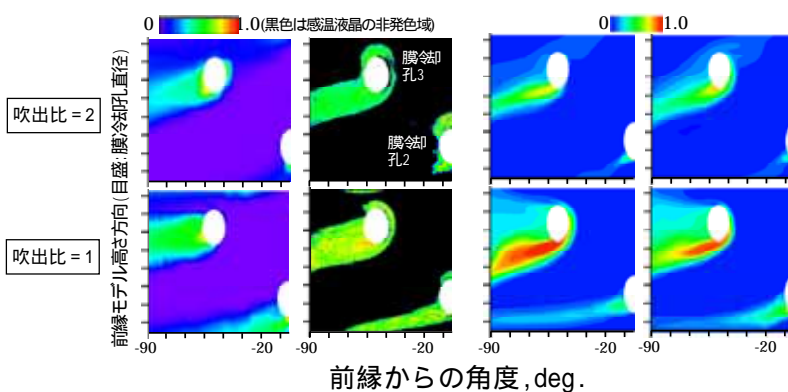 0 1.0(黒色は感温液晶の非発色域)
0 1.0
吹出比 = 2
吹出比 = 1
前縁モデル高さ方向(目盛:膜冷却孔直径)
膜冷却
孔3
膜冷却
孔2
-90 -20 -90 -20 -90 -20 -90 -20
前縁からの角度,deg.